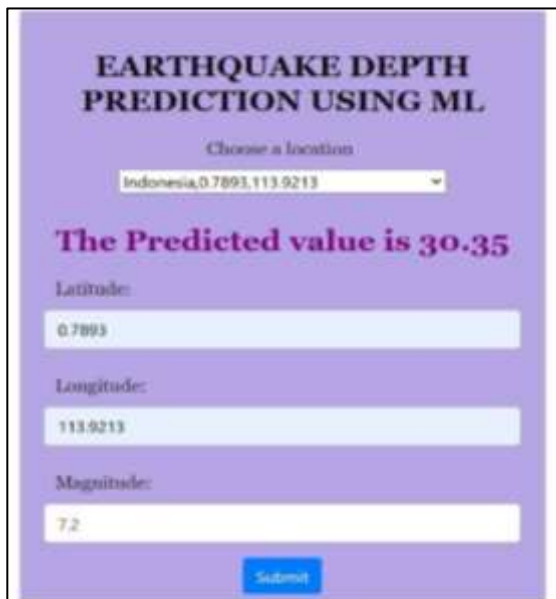 EARTHQUAKE DEPTH
PREDICTION USING ML
Choose a location
Indonesia,0.7893,113.9213
The Predicted value is 30.35
Latitude:
0.7893
Longitude:
113.9213
Magnitude:
7.2
Submit